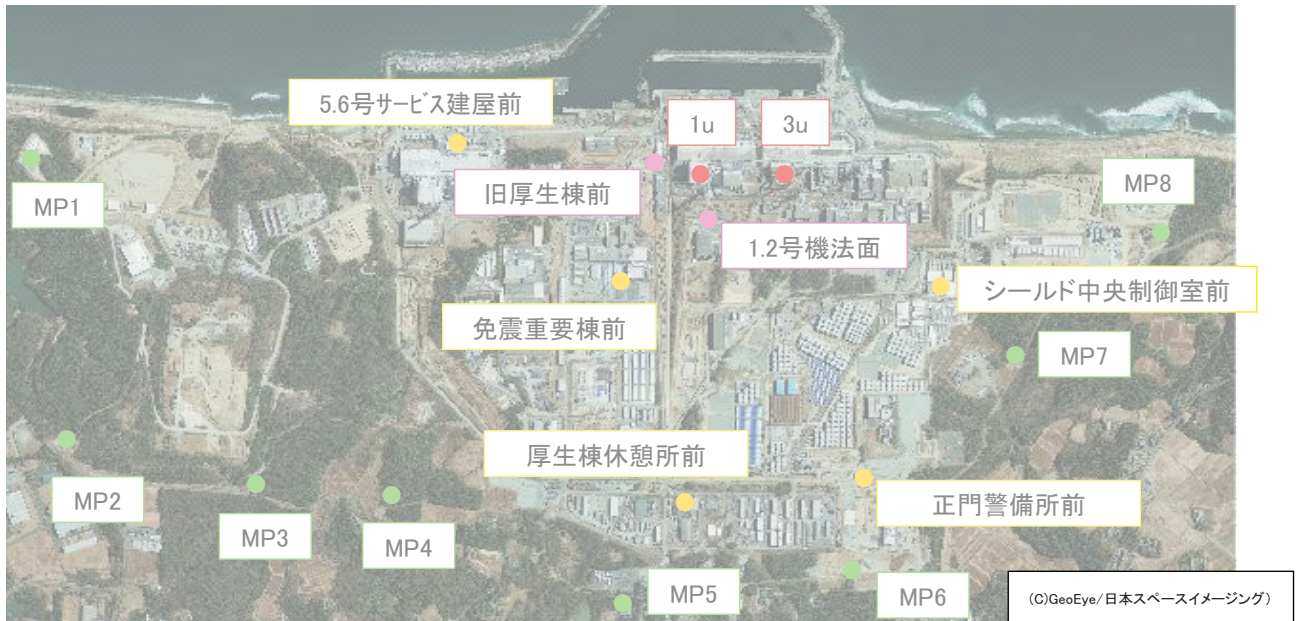 5.6号サービス建屋前
1u
3u
旧厚生棟前
MP1
MP8
1.2号機法面
シールド中央制御室前
免震重要棟前
MP7
厚生棟休憩所前
MP2
正門警備所前
MP3
MP4
MP5
MP6
(C)GeoEye/日本スペースイメージング)